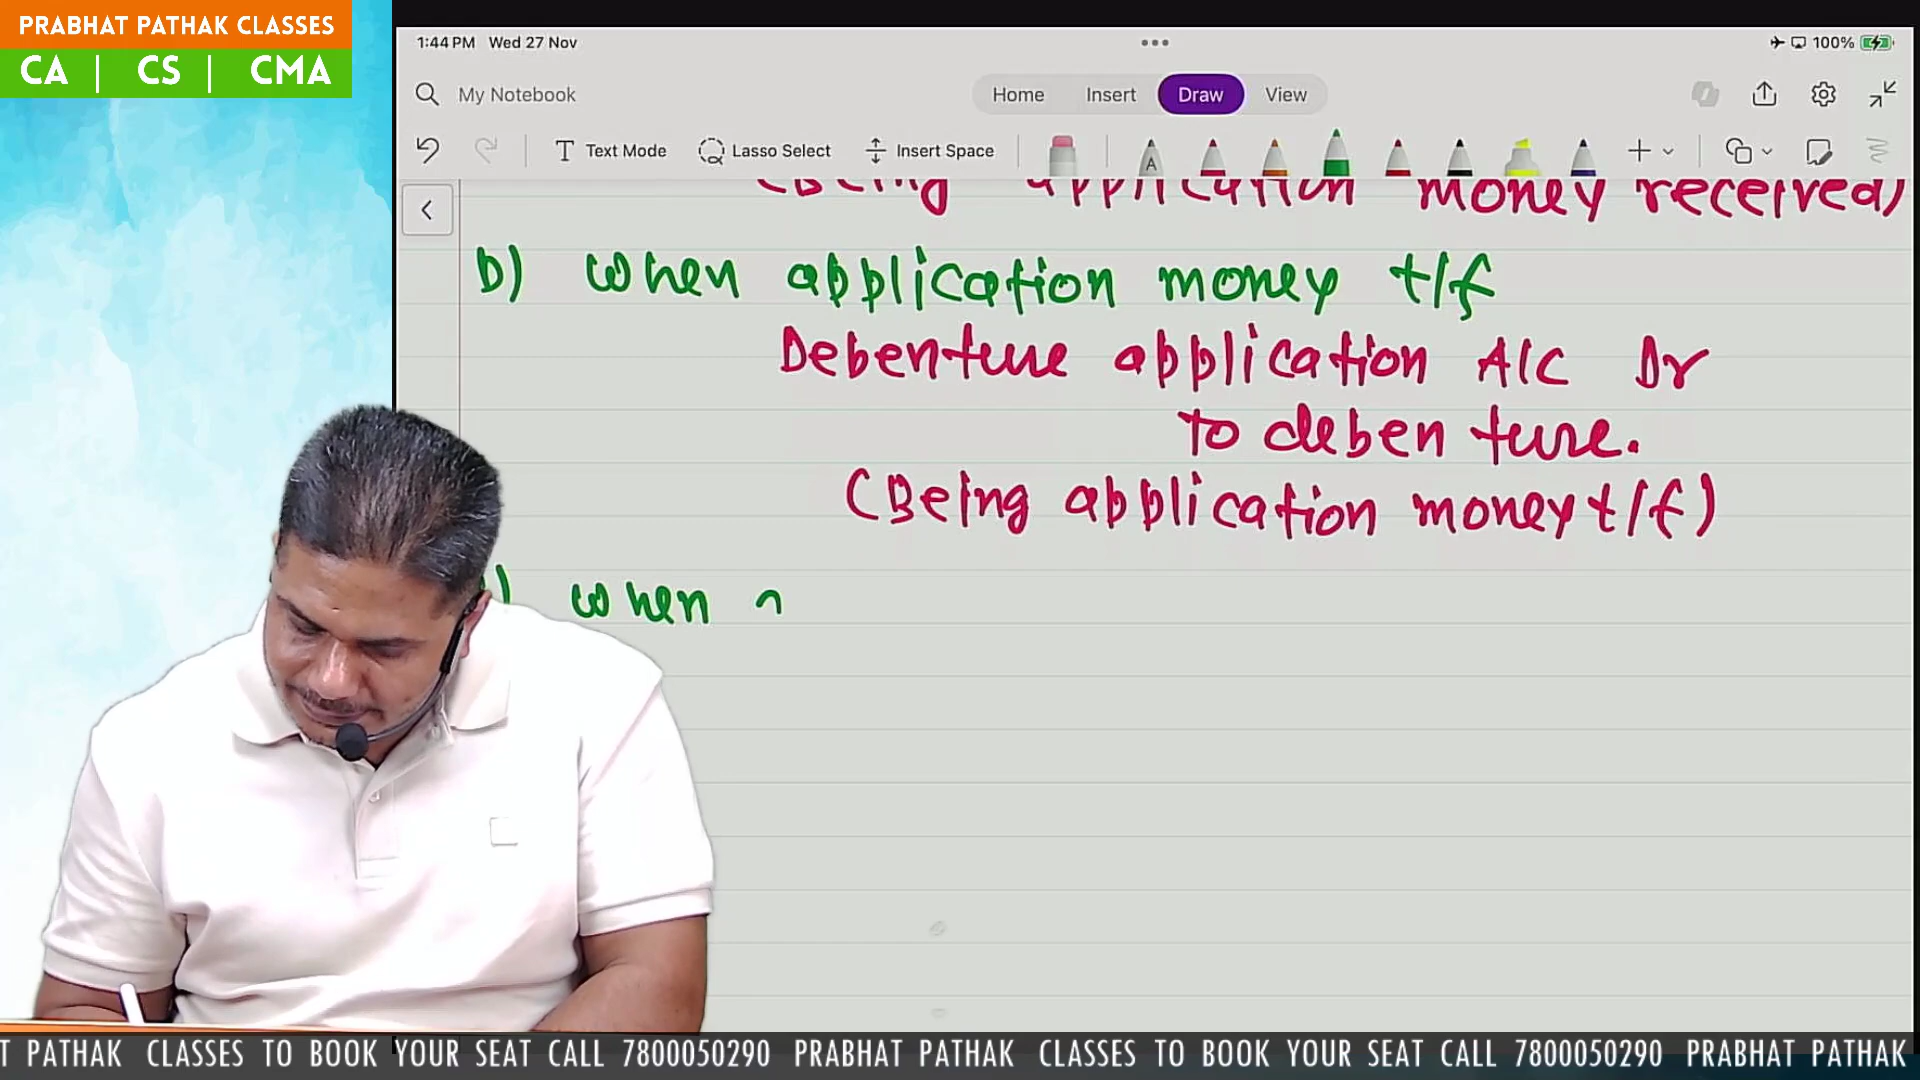 PRABHAT PATHAK CLASSES
CA | CS | CMA
1:44 PM Wed 27 Nov
100%
My Notebook
Home Insert Draw View
Text Mode Lasso Select Insert Space
A
(Being application money received)
b) when application money t/f
Debenture application A/C Dr
to debenture.
(Being application money t/f)
) when
T PATHAK CLASSES TO BOOK YOUR SEAT CALL 7800050290 PRABHAT PATHAK CLASSES TO BOOK YOUR SEAT CALL 7800050290 PRABHAT PATHAK